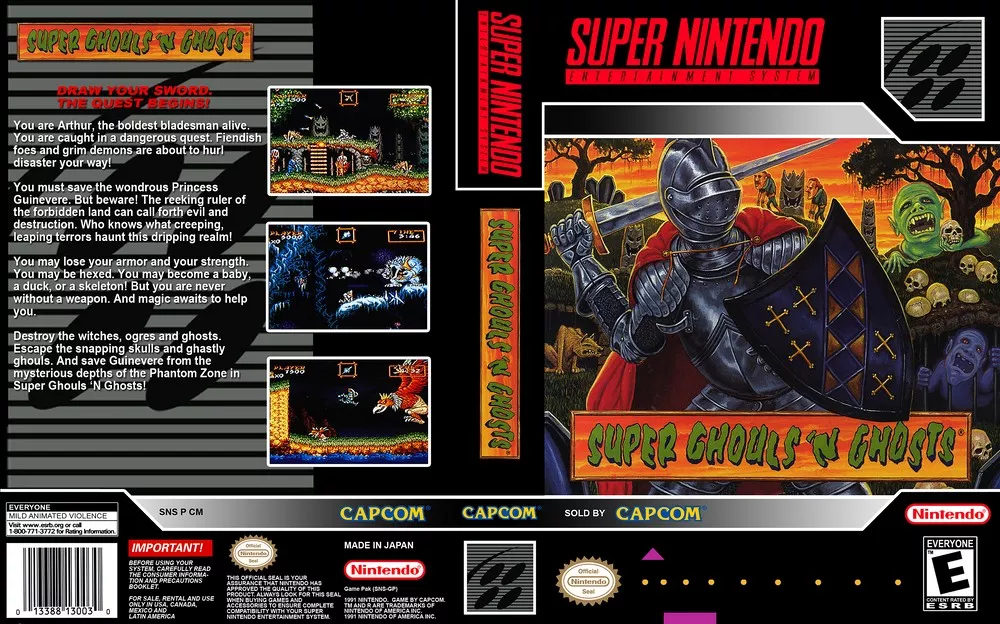 SUPER GHOULS 'N GHOSTS®
DRAW YOUR SWORD.
THE QUEST BEGINS!
You are Arthur, the boldest bladesman alive.
You are caught in a dangerous quest. Fiendish
foes and grim demons are about to hurl
disaster your way!
You must save the wondrous Princess
Guinevere. But beware! The reeking ruler of
the forbidden land can call forth evil and
destruction. Who knows what creeping,
leaping terrors haunt this dripping realm!
You may lose your armor and your strength.
You may be hexed. You may become a baby,
a duck, or a skeleton! But you are never
without a weapon. And magic awaits to help
you.
Destroy the witches, ogres and ghosts.
Escape the snapping skulls and ghastly
ghouls. And save Guinevere from the
mysterious depths of the Phantom Zone in
Super Ghouls 'N Ghosts!
PLAYER
TIME
3:46
PLAYER
EVERYONE
MILD ANIMATED VIOLENCE
Visit www.esrb.org or call
1-800-771-3772 for Rating Information.
SNS P CM
CAPCOM®
0 13388 13003 0
IMPORTANT!
BEFORE USING YOUR
SYSTEM, CAREFULLY READ
THE CONSUMER INFORMA-
TION AND PRECAUTIONS
BOOKLET.
FOR SALE, RENTAL AND USE
ONLY IN USA, CANADA,
MEXICO AND
LATIN AMERICA
Official
Nintendo
Seal
THIS OFFICIAL SEAL IS YOUR
ASSURANCE THAT NINTENDO HAS
APPROVED THE QUALITY OF THIS
PRODUCT. ALWAYS LOOK FOR THIS SEAL
WHEN BUYING GAMES AND
ACCESSORIES TO ENSURE COMPLETE
COMPATIBILITY WITH YOUR SUPER
NINTENDO ENTERTAINMENT SYSTEM.
MADE IN JAPAN
Nintendo®
Game Pak (SNS-GP)
1991 NINTENDO. GAME BY CAPCOM.
TM AND R ARE TRADEMARKS OF
NINTENDO OF AMERICA INC.
1991 NINTENDO OF AMERICA INC.
SUPER NINTENDO
ENTERTAINMENT SYSTEM
SUPER GHOULS 'N GHOSTS®
CAPCOM®
SUPER NINTENDO
ENTERTAINMENT SYSTEM
SUPER GHOULS 'N GHOSTS®
SOLD BY CAPCOM®
Nintendo®
Official
Nintendo
Seal
EVERYONE
TM
E
CONTENT RATED BY
ESRB